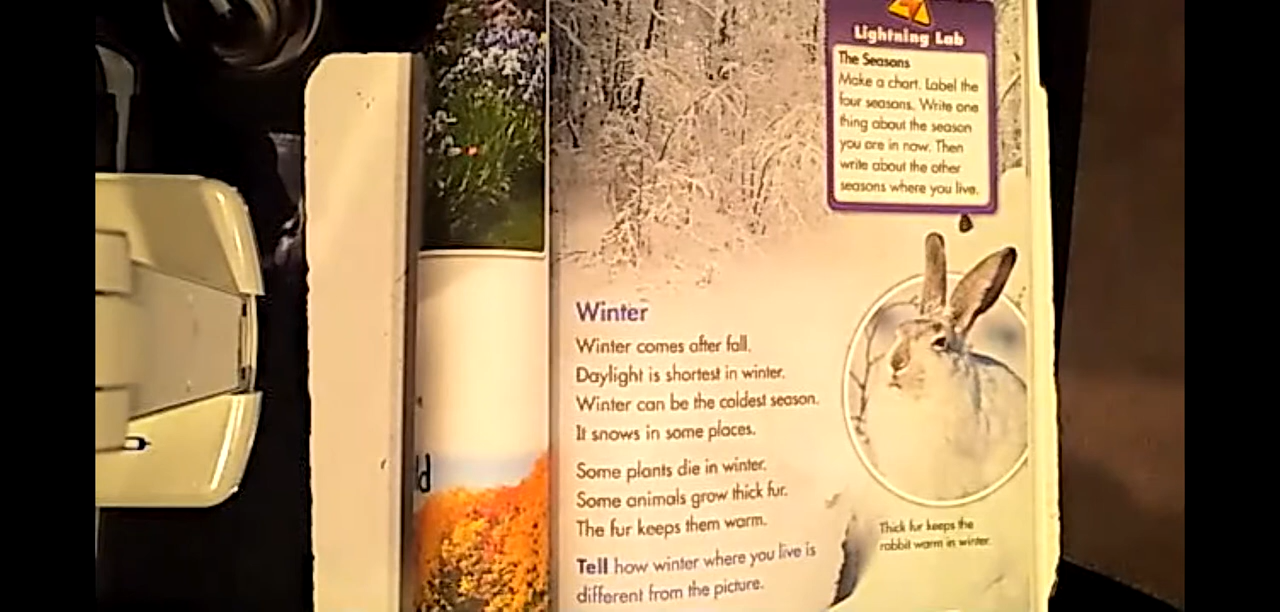 Lightning Lab
The Seasons
Make a chart. Label the
four seasons. Write one
thing about the season
you are in now. Then
write about the other
seasons where you live.
Winter
Winter comes after fall.
Daylight is shortest in winter.
Winter can be the coldest season.
It snows in some places.
Some plants die in winter.
Some animals grow thick fur.
The fur keeps them warm.
Tell how winter where you live is
different from the picture.
Thick fur keeps the
rabbit warm in winter.